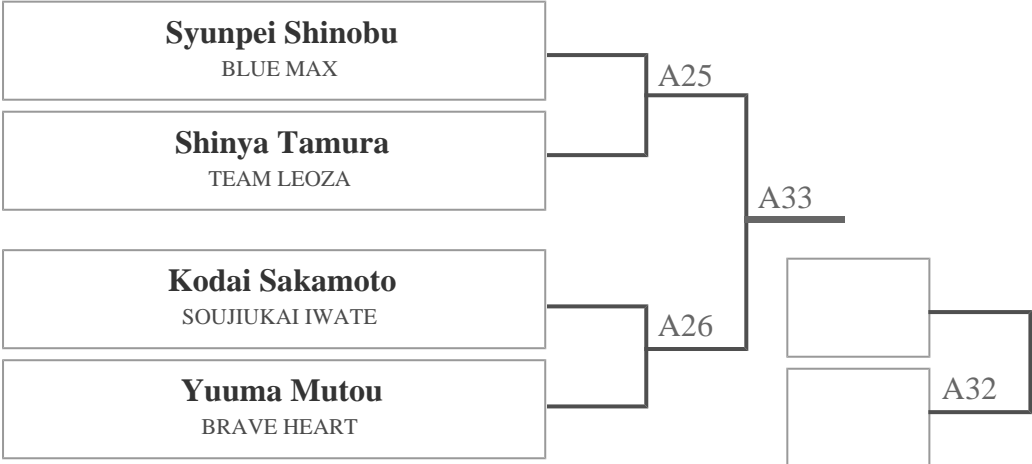 Syunpei Shinobu
BLUE MAX
A25
Shinya Tamura
TEAM LEOZA
A33
Kodai Sakamoto
SOUJIUKAI IWATE
A26
Yuuma Mutou
BRAVE HEART
A32